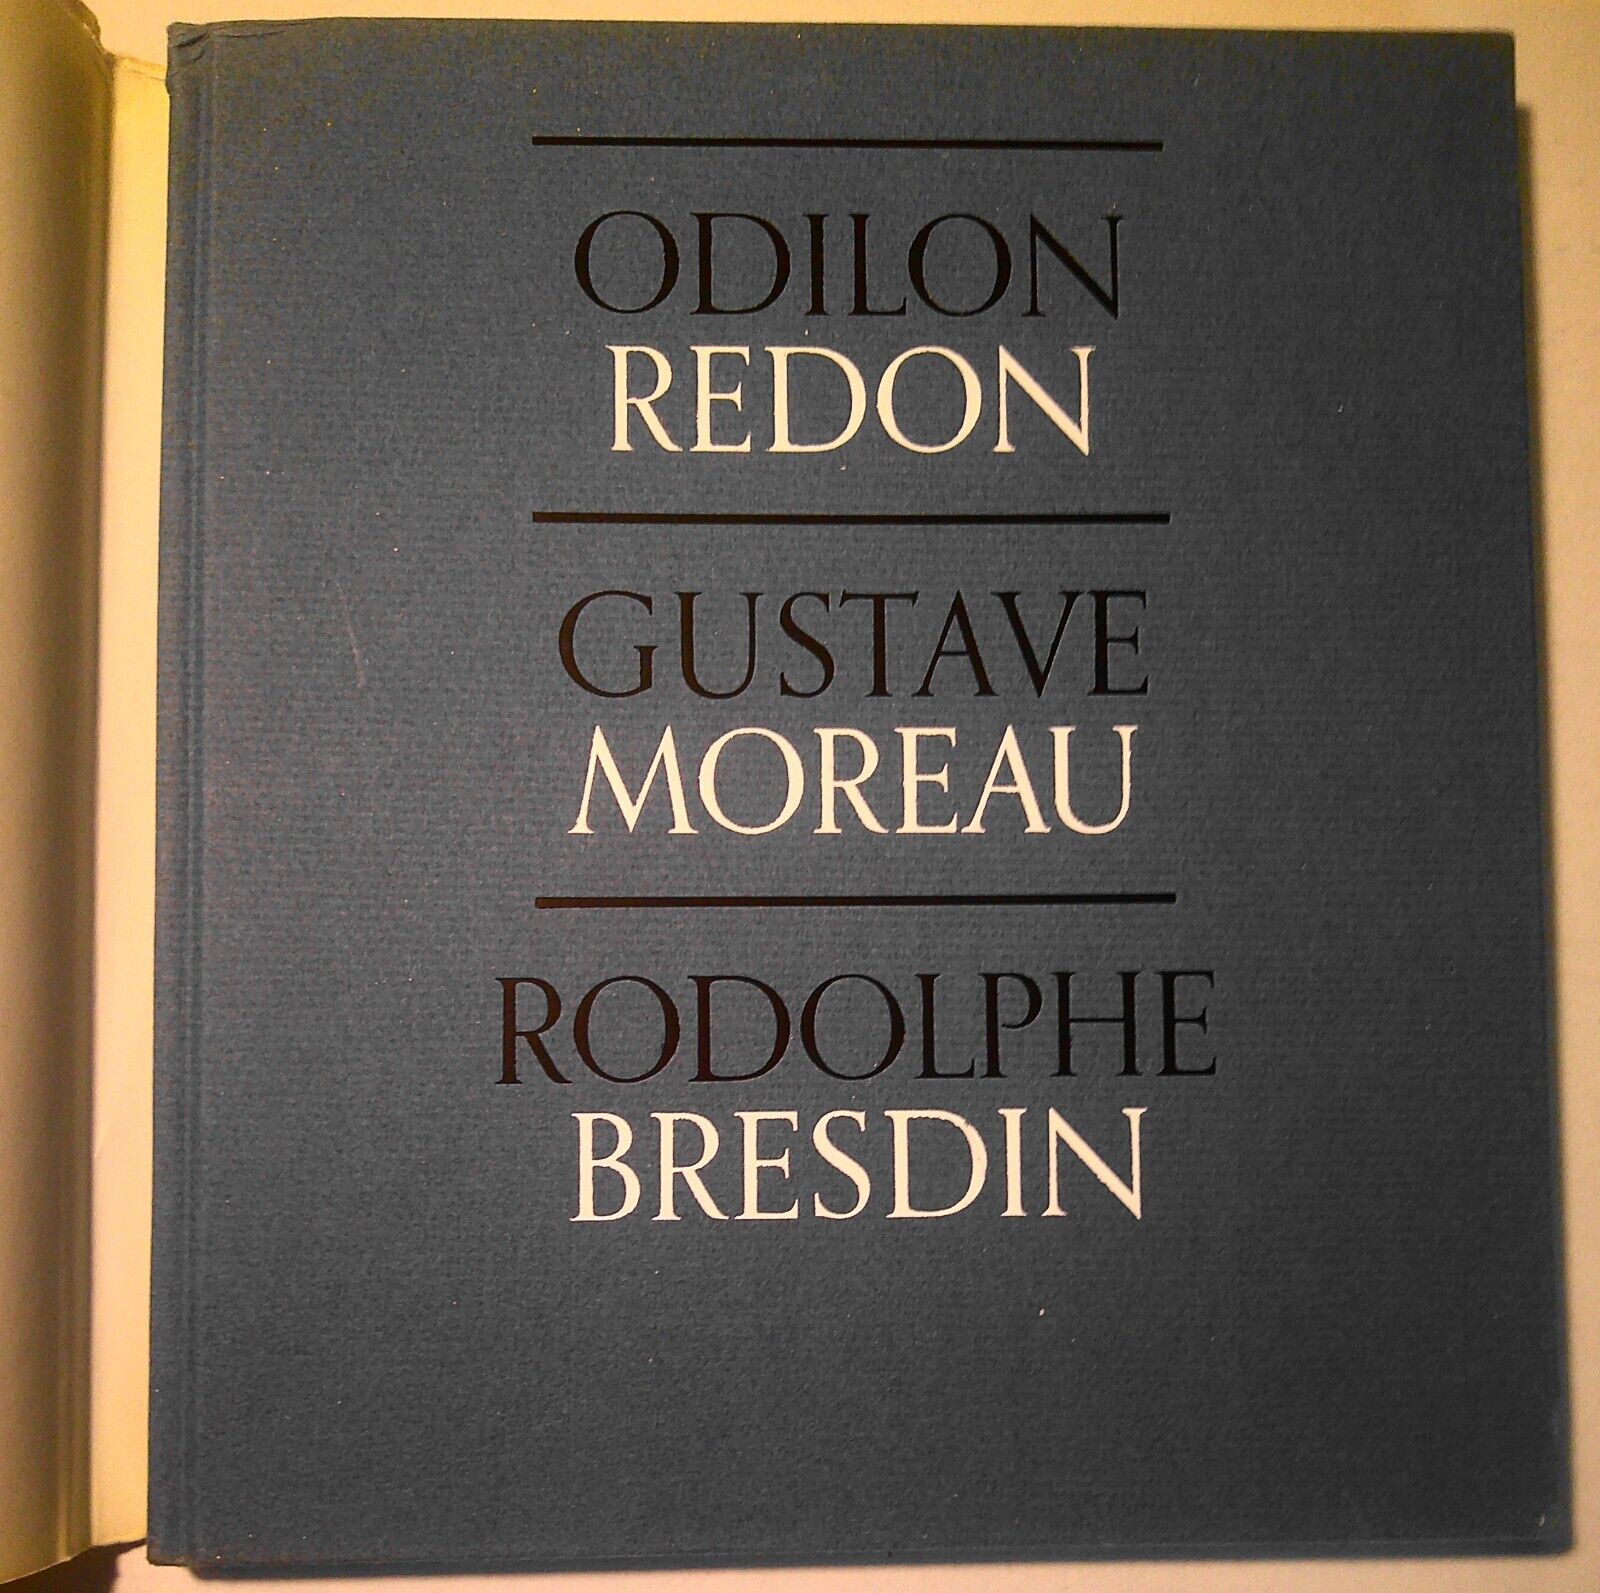 ODILON
REDON
GUSTAVE
MOREAU
RODOLPHE
BRESDIN